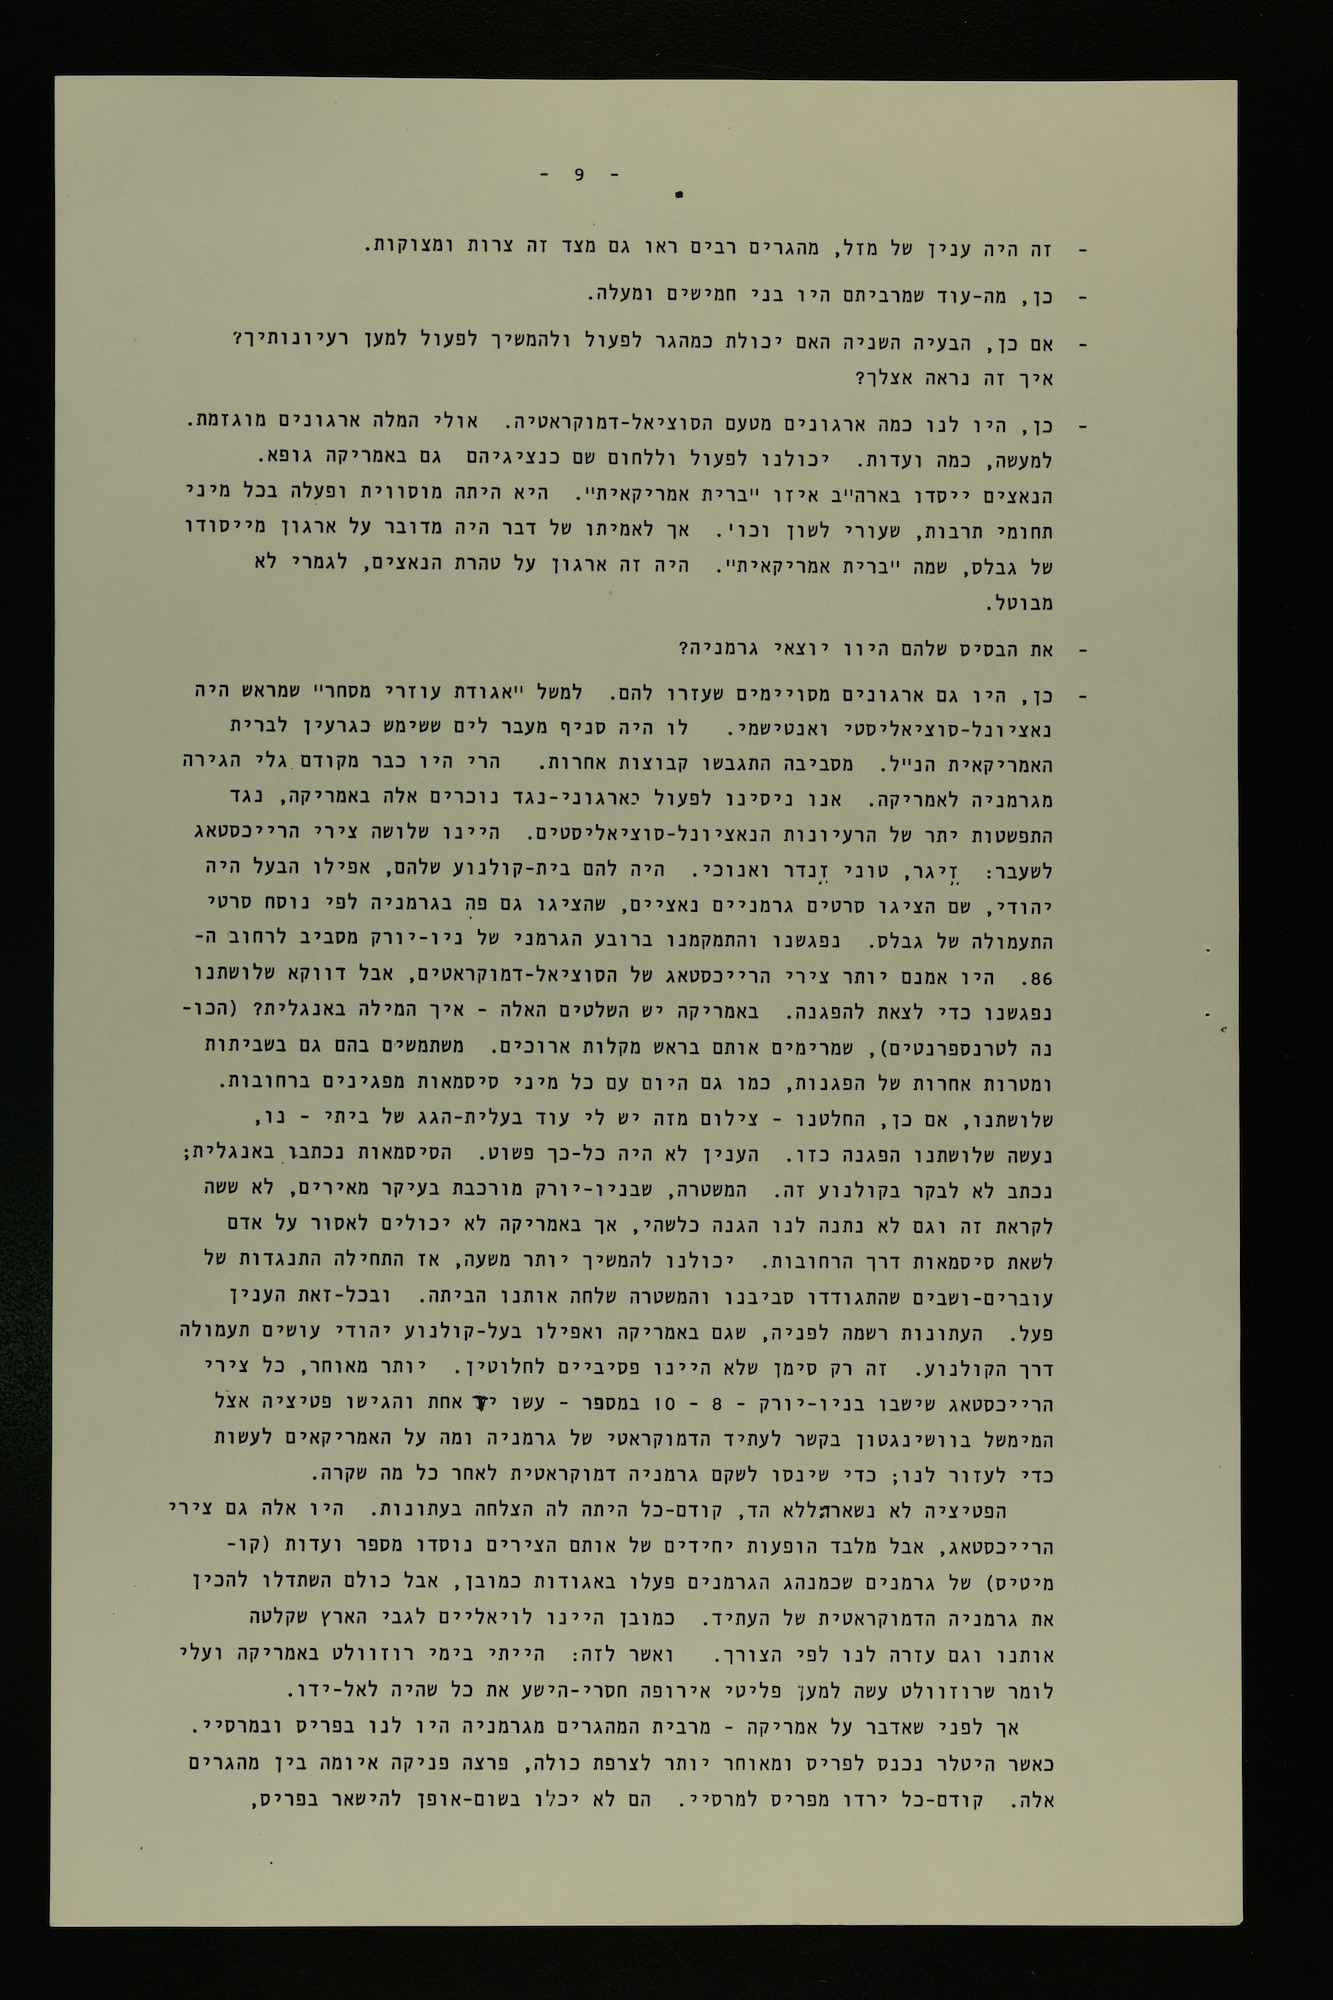 - 9 -
- זה היה ענין של מזל, מהגרים רבים ראו גם מצד זה צרות ומצוקות.
- כן, מה-עוד שמרביתם היו בני חמישים ומעלה.
- אם כן, הבעיה השניה האם יכולת כמהגר לפעול ולהמשיך לפעול למען רעיונותיך?
איך זה נראה אצלך?
- כן, היו לנו כמה ארגונים מטעם הסוציאל-דמוקראטיה. אולי המלה ארגונים מוגזמת.
למעשה, כמה ועדות. יכולנו לפעול וללחום שם כנציגיהם גם באמריקה גופא.
הנאצים ייסדו בארה"ב איזו "ברית אמריקאית". היא היתה מוסווית ופעלה בכל מיני
תחומי תרבות, שעורי לשון וכו'. אך לאמיתו של דבר היה מדובר על ארגון מייסודו
של גבלס, שמה "ברית אמריקאית". היה זה ארגון על טהרת הנאצים, לגמרי לא
מבוטל.
- את הבסיס שלהם היוו יוצאי גרמניה?
- כן, היו גם ארגונים מסויימים שעזרו להם. למשל "אגודת עוזרי מסחר" שמראש היה
נאציונל-סוציאליסטי ואנטישמי. לו היה סניף מעבר לים ששימש כגרעין לברית
האמריקאית הנ"ל. מסביבה התגבשו קבוצות אחרות. הרי היו כבר מקודם גלי הגירה
מגרמניה לאמריקה. אנו ניסינו לפעול כארגוני-נגד נוכרים אלה באמריקה, נגד
התפשטות יתר של הרעיונות הנאציונל-סוציאליסטים. היינו שלושה צירי הרייכסטאג
לשעבר: זיגר, טוני זנדר ואנוכי. היה להם בית-קולנוע שלהם, אפילו הבעל היה
יהודי, שם הציגו סרטים גרמניים נאציים, שהציגו גם פה בגרמניה לפי נוסח סרטי
התעמולה של גבלס. נפגשנו והתמקמנו ברובע הגרמני של ניו-יורק מסביב לרחוב ה-
86. היו אמנם יותר צירי הרייכסטאג של הסוציאל-דמוקראטים, אבל דווקא שלושתנו
נפגשנו כדי לצאת להפגנה. באמריקה יש השלטים האלה - איך המילה באנגלית? (הכו-
נה לטרנספרנטים), שמרימים אותם בראש מקלות ארוכים. משתמשים בהם גם בשביתות
ומטרות אחרות של הפגנות, כמו גם היום עם כל מיני סיסמאות מפגינים ברחובות.
שלושתנו, אם כן, החלטנו - צילום מזה יש לי עוד בעלית-הגג של ביתי - נו,
נעשה שלושתנו הפגנה כזו. הענין לא היה כל-כך פשוט. הסיסמאות נכתבו באנגלית;
נכתב לא לבקר בקולנוע זה. המשטרה, שבניו-יורק מורכבת בעיקר מאירים, לא ששה
לקראת זה וגם לא נתנה לנו הגנה כלשהי, אך באמריקה לא יכולים לאסור על אדם
לשאת סיסמאות דרך הרחובות. יכולנו להמשיך יותר משעה, אז התחילה התנגדות של
עוברים-ושבים שהתגודדו סביבנו והמשטרה שלחה אותנו הביתה. ובכל-זאת הענין
פעל. העתונות רשמה לפניה, שגם באמריקה ואפילו בעל-קולנוע יהודי עושים תעמולה
דרך הקולנוע. זה רק סימן שלא היינו פסיביים לחלוטין. יותר מאוחר, כל צירי
הרייכסטאג שישבו בניו-יורק - 8 - 10 במספר - עשו יד אחת והגישו פטיציה אצל
המימשל בוושינגטון בקשר לעתיד הדמוקראטי של גרמניה ומה על האמריקאים לעשות
כדי לעזור לנו; כדי שינסו לשקם גרמניה דמוקראטית לאחר כל מה שקרה.
הפטיציה לא נשארה ללא הד, קודם-כל היתה לה הצלחה בעתונות. היו אלה גם צירי
הרייכסטאג, אבל מלבד הופעות יחידים של אותם הצירים נוסדו מספר ועדות (קו-
מיטיס) של גרמנים שכמנהג הגרמנים פעלו באגודות כמובן, אבל כולם השתדלו להכין
את גרמניה הדמוקראטית של העתיד. כמובן היינו לויאליים לגבי הארץ שקלטה
אותנו וגם עזרה לנו לפי הצורך. ואשר לזה: הייתי בימי רוזוולט באמריקה ועלי
לומר שרוזוולט עשה למען פליטי אירופה חסרי-הישע את כל שהיה לאל-ידו.
אך לפני שאדבר על אמריקה - מרבית המהגרים מגרמניה היו לנו בפריס ובמרסיי.
כאשר היטלר נכנס לפריס ומאוחר יותר לצרפת כולה, פרצה פניקה איומה בין מהגרים
אלה. קודם-כל ירדו מפריס למרסיי. הם לא יכלו בשום-אופן להישאר בפריס,